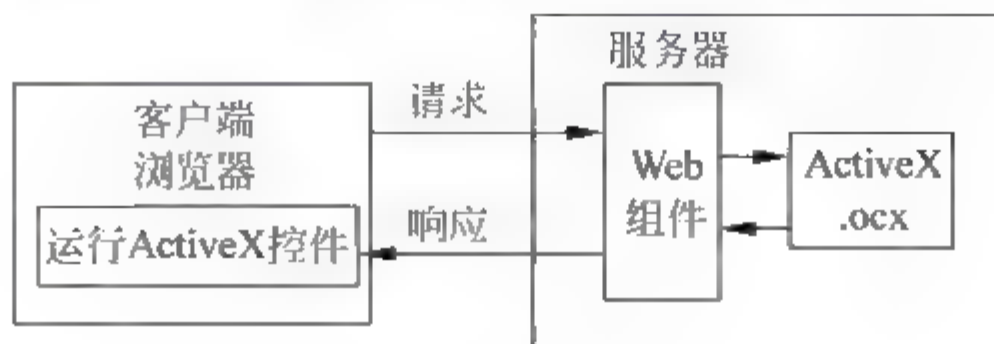 服务器
客户端
浏览器
请求
运行ActiveX控件
响应
Web
组件
ActiveX
.ocx